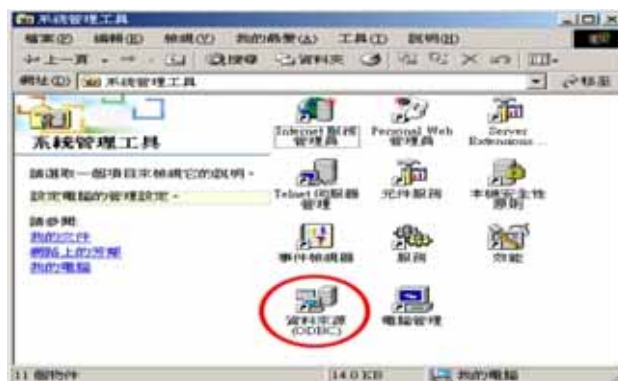 系統管理工具
檔案(F) 編輯(E) 檢視(V) 我的最愛(A) 工具(T) 說明(H)
上一頁 搜尋 資料夾
網址(D) 系統管理工具 移至
系統管理工具
請選取一個項目來檢視它的說明。
設定電腦的管理設定。
請參閱:
我的文件
網路上的芳鄰
我的電腦
Internet 服務管理員
Personal Web 管理員
Server Extensions ...
Telnet 伺服器管理
元件服務
本機安全性原則
事件檢視器
服務
效能
資料來源 (ODBC)
電腦管理
11 個物件 14.0 KB 我的電腦